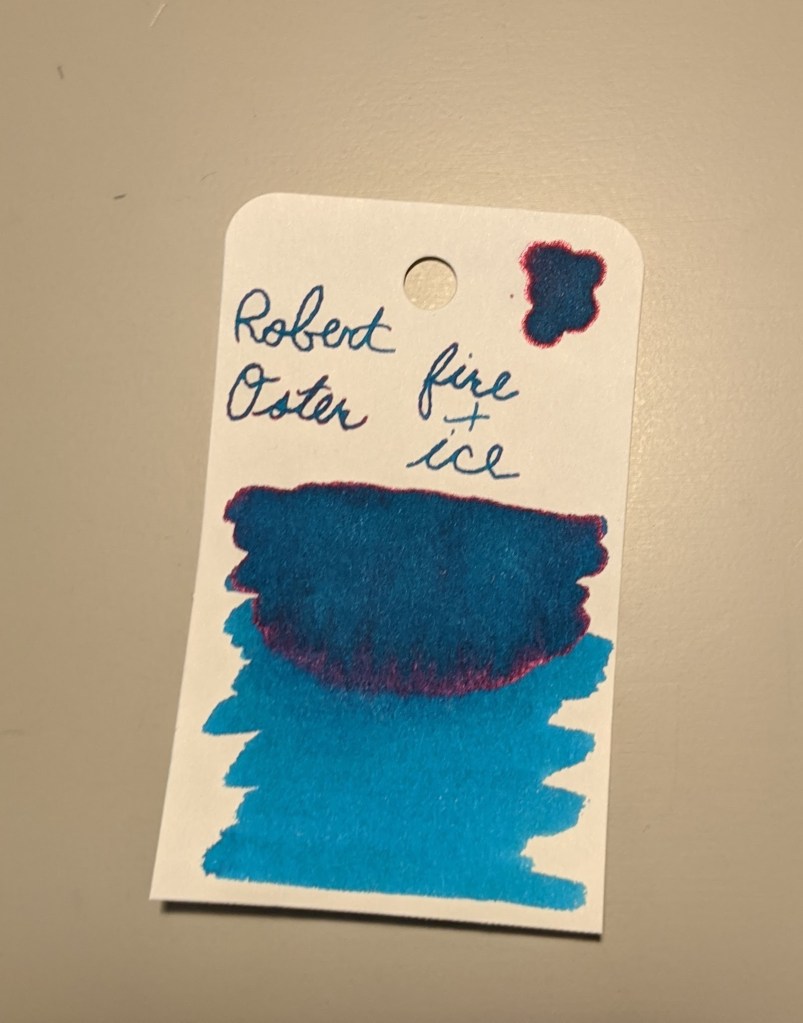 Robert
Oster
fire
+
ice